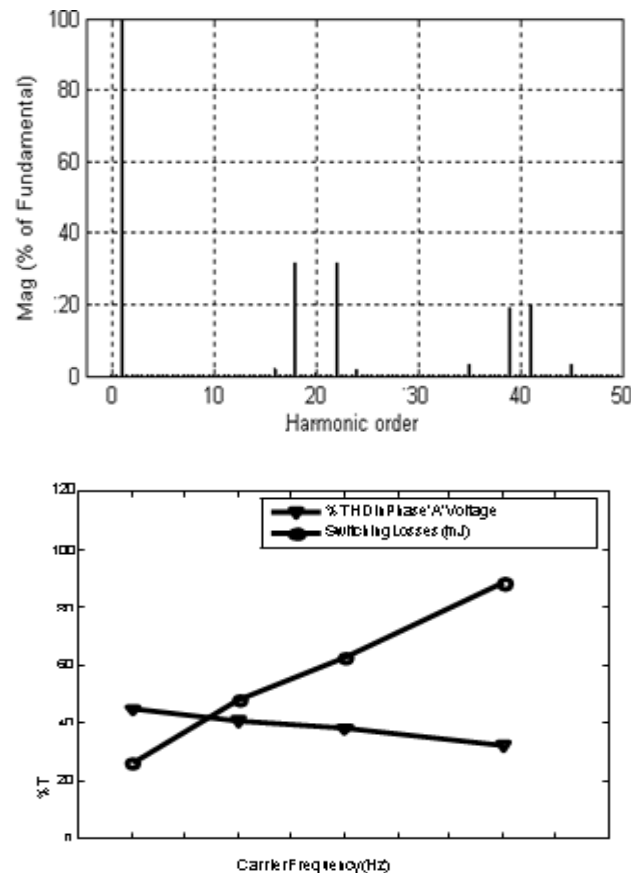 100
80
60
40
20
0
Mag (% of Fundamental)
0 10 20 30 40 50
Harmonic order
120
100
80
60
45
20
0
%T
%THD in Phase 'A' Voltage
Switching Losses (mJ)
Carrier Frequency(Hz)